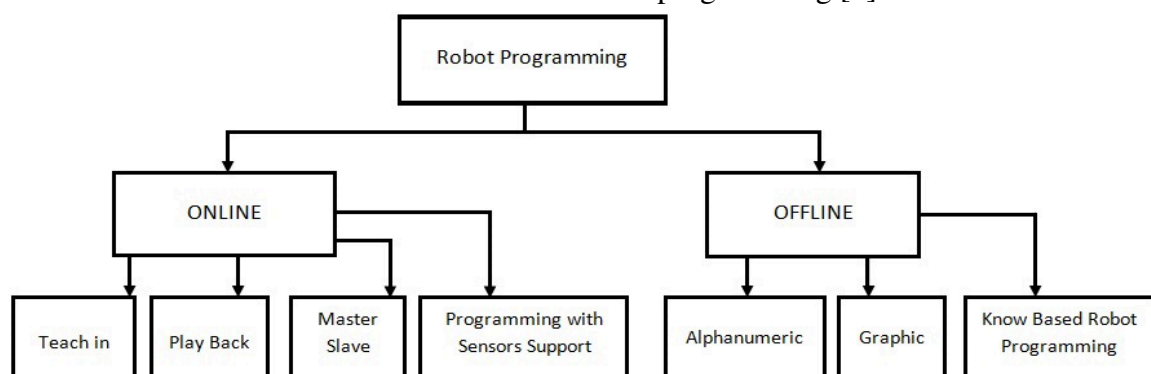 programming
Robot Programming
ONLINE
OFFLINE
Teach in
Play Back
Master
Slave
Programming with
Sensors Support
Alphanumeric
Graphic
Know Based Robot
Programming